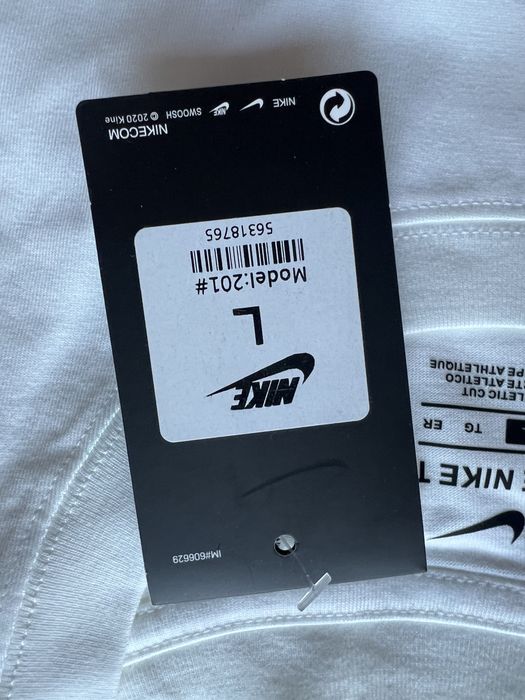 IM#606629
NIKE
L
Model:201#
56318765
NIKE
NIKE
SWOOSH © 2020 Kine
NIKECOM
NIKE T
TG ER
LETIC CUT
TE ATLETICO
PE ATHLETIQUE